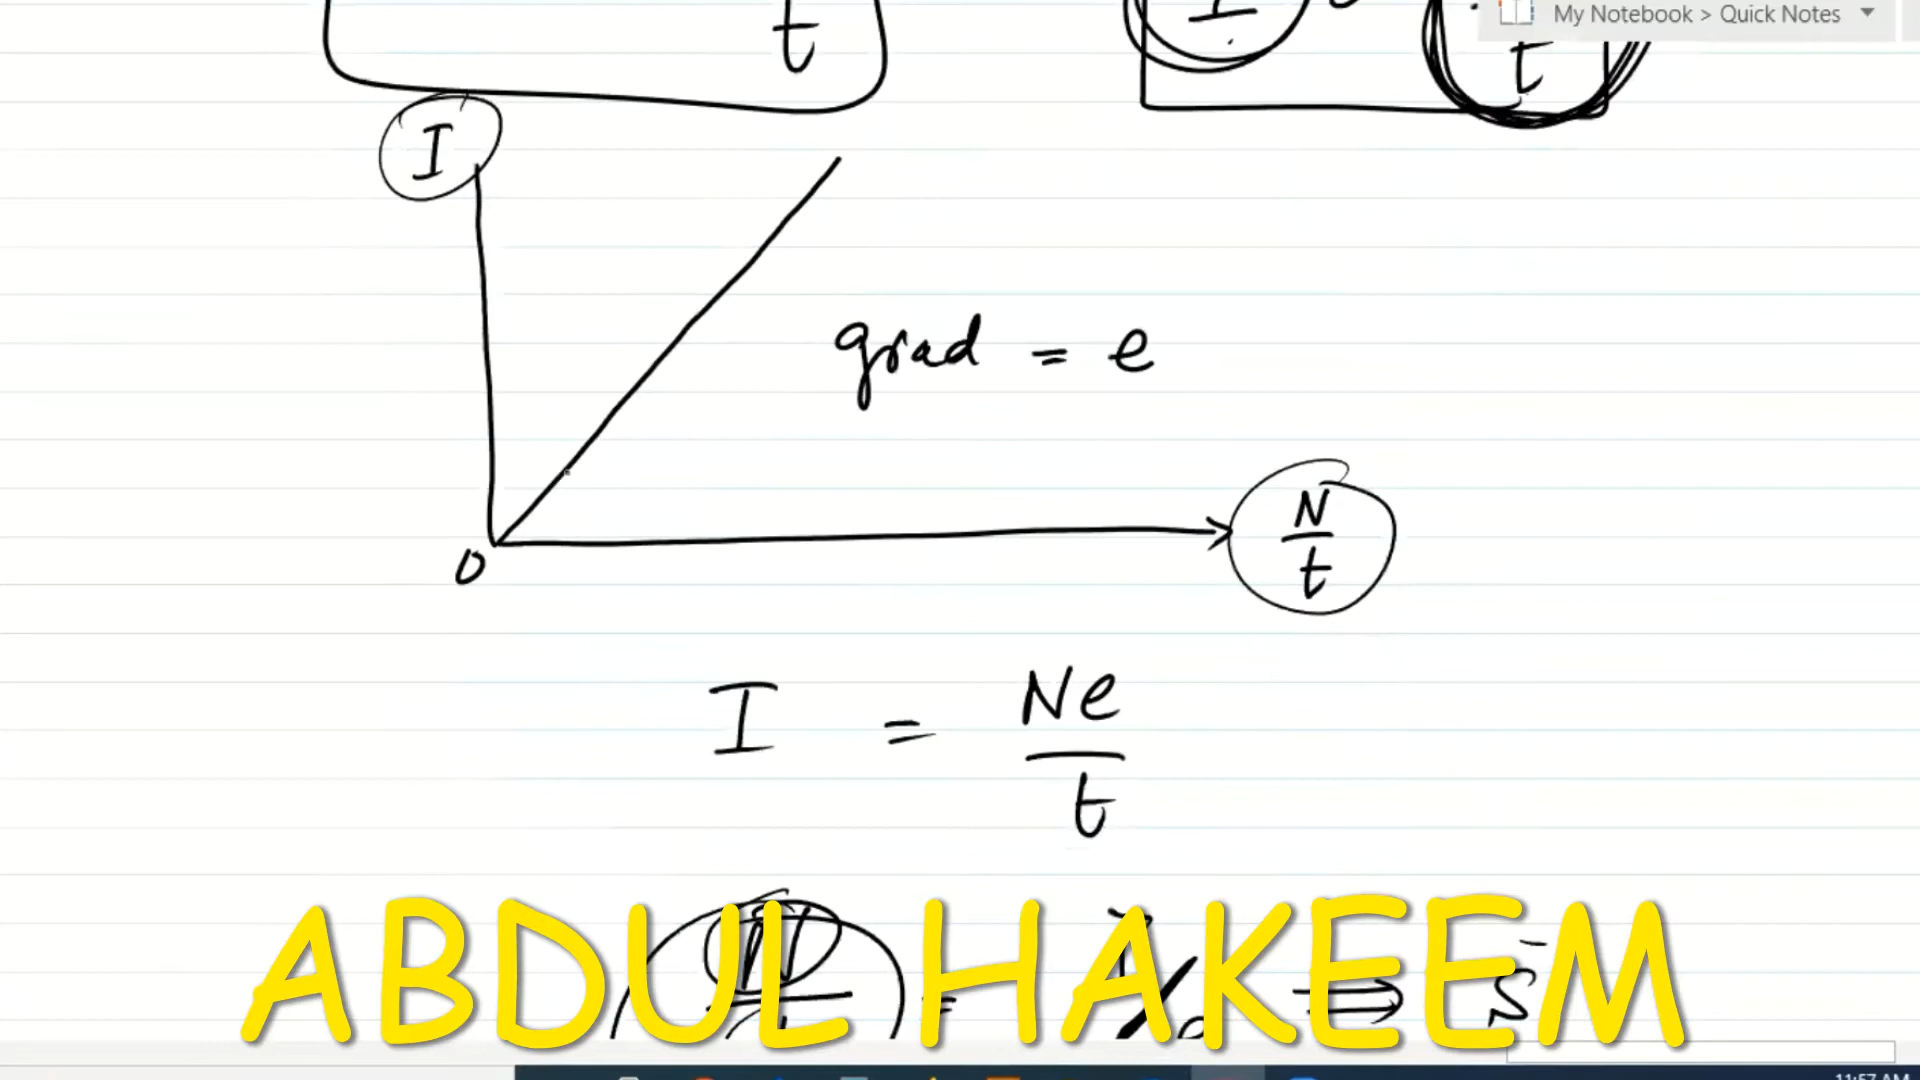 My Notebook > Quick Notes
t
I
t
I
grad = e
N
t
0
I = Ne
t
ABDUL HAKEEM